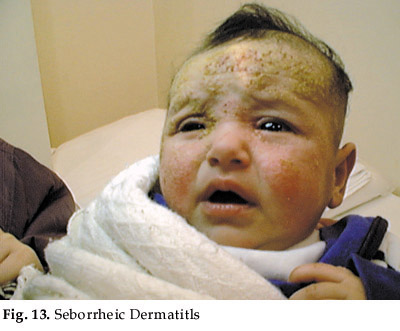 Fig. 13. Seborrheic Dermatitls